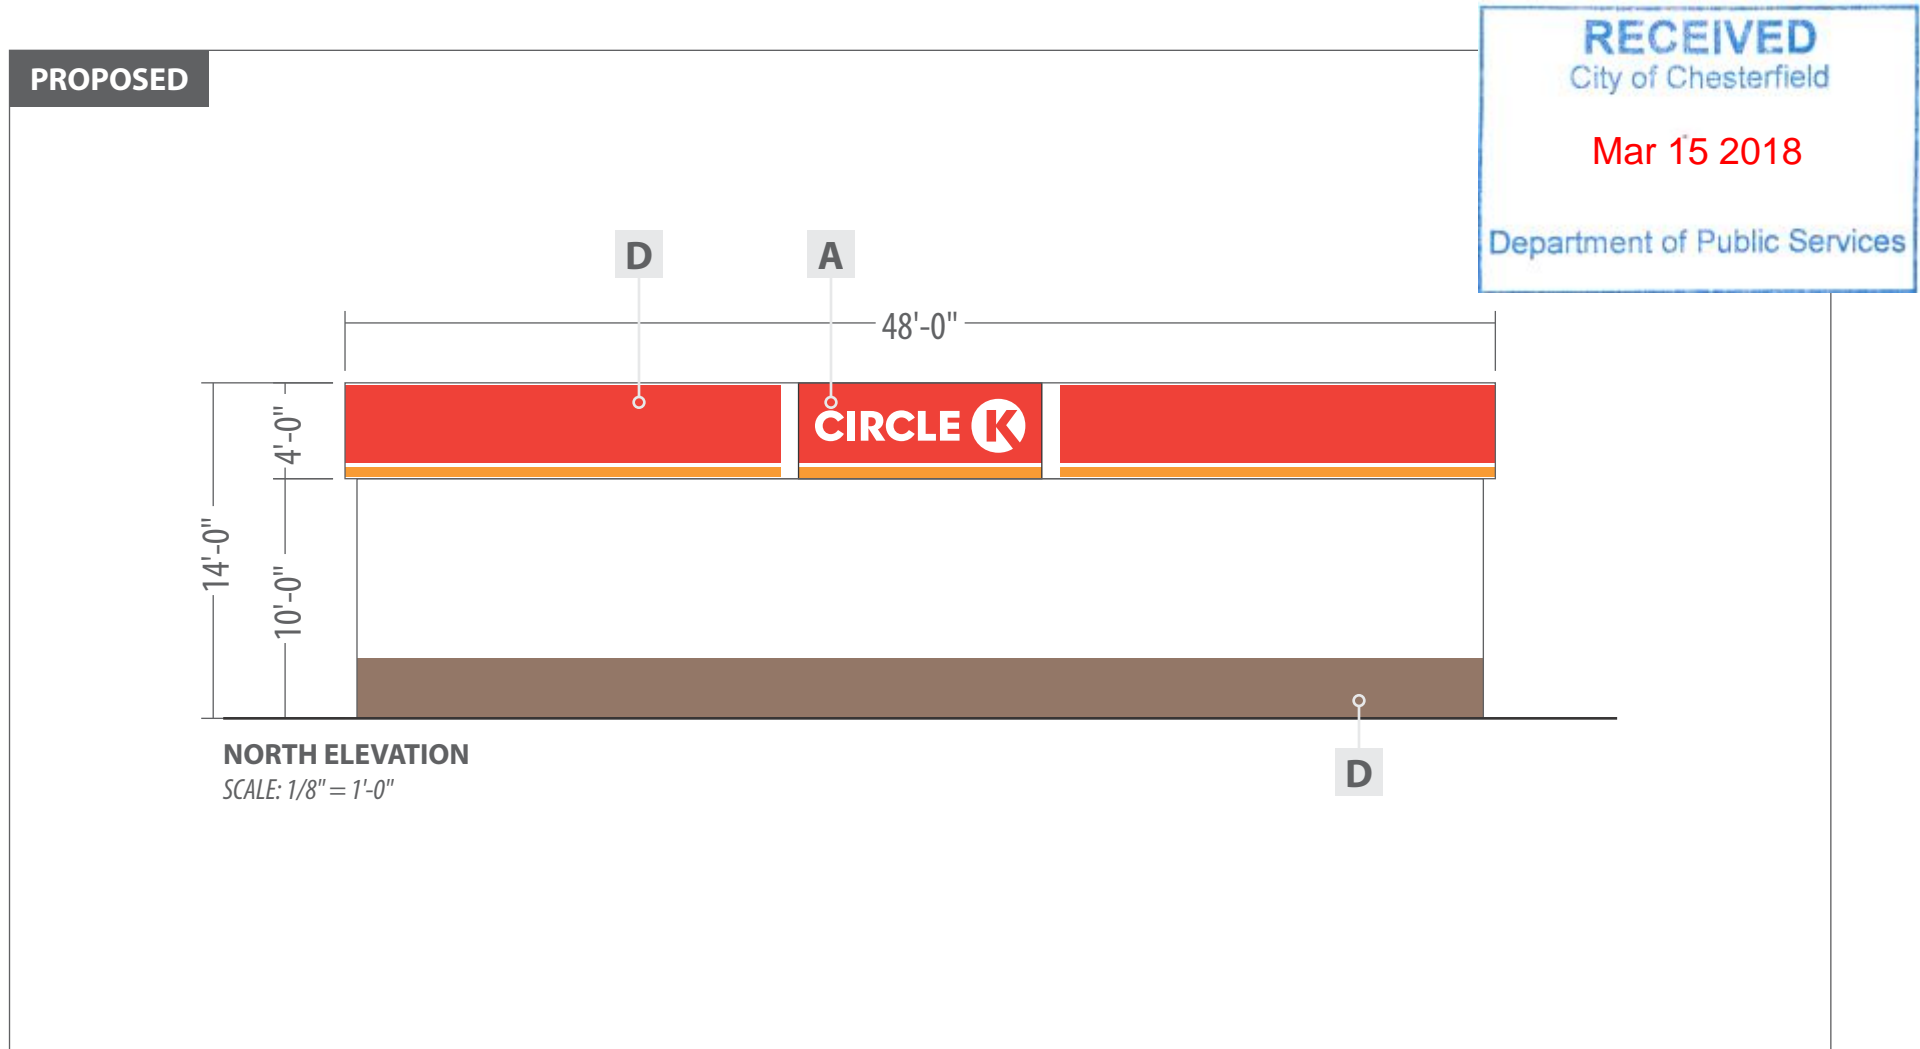 PROPOSED
RECEIVED
City of Chesterfield
Mar 15 2018
Department of Public Services
D
A
48'-0"
4'-0"
CIRCLE K
14'-0"
10'-0"
NORTH ELEVATION
SCALE: 1/8" = 1'-0"
D